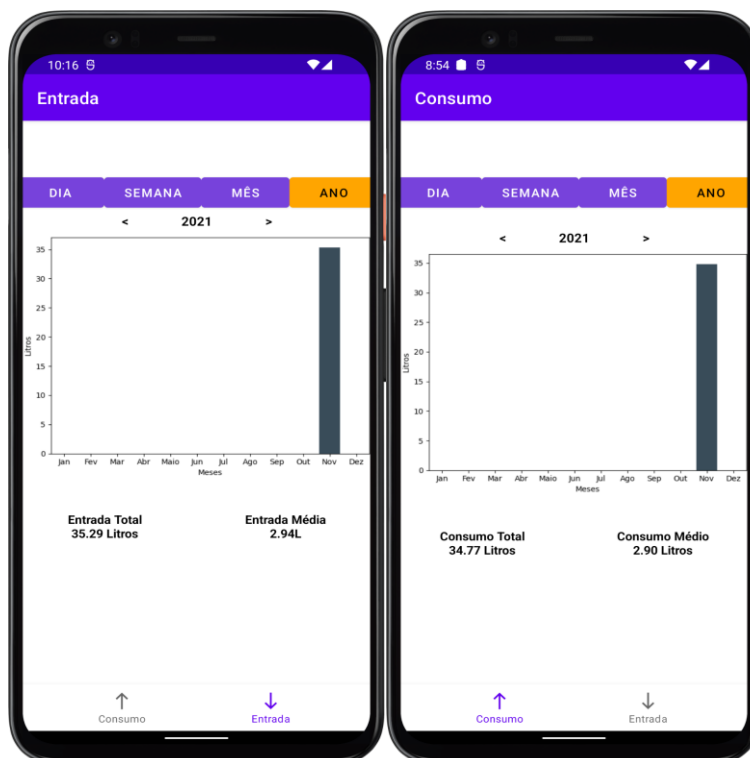 10:16
Entrada
DIA SEMANA MÊS ANO
< 2021 >
35
30
25
20
15
10
5
0
Litros
Jan Fev Mar Abr Maio Jun Jul Ago Sep Out Nov Dez
Meses
Entrada Total Entrada Média
35.29 Litros 2.94L
Consumo Entrada
8:54
Consumo
DIA SEMANA MÊS ANO
< 2021 >
35
30
25
20
15
10
5
0
Litros
Jan Fev Mar Abr Maio Jun Jul Ago Sep Out Nov Dez
Meses
Consumo Total Consumo Médio
34.77 Litros 2.90 Litros
Consumo Entrada